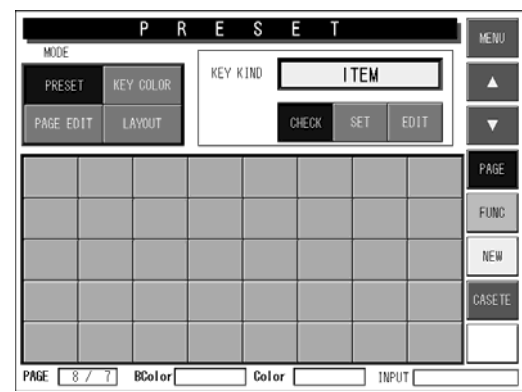 PRESET
MENU
MODE
KEY KIND ITEM
PRESET KEY COLOR
PAGE EDIT LAYOUT
CHECK SET EDIT
▲
▼
PAGE
FUNC
NEW
CASETE
PAGE 8 / 7 BColor Color INPUT